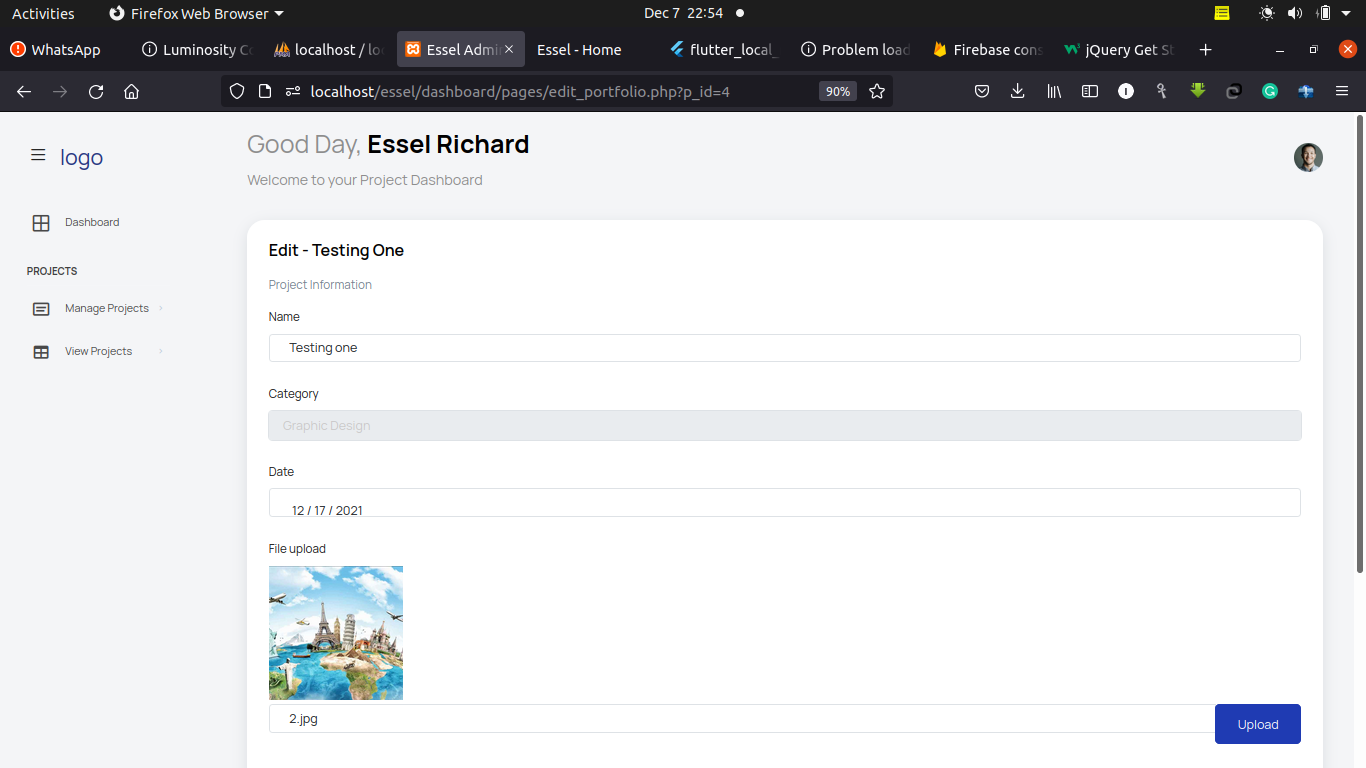 Activities Firefox Web Browser Dec 7 22:54
WhatsApp Luminosity Co localhost / lo Essel Admi Essel - Home flutter_local_ Problem load Firebase cons jQuery Get St
localhost/essel/dashboard/pages/edit_portfolio.php?p_id=4 90%
logo
Good Day, Essel Richard
Welcome to your Project Dashboard
Dashboard
PROJECTS
Manage Projects
View Projects
Edit - Testing One
Project Information
Name
Testing one
Category
Graphic Design
Date
12 / 17 / 2021
File upload
2.jpg
Upload